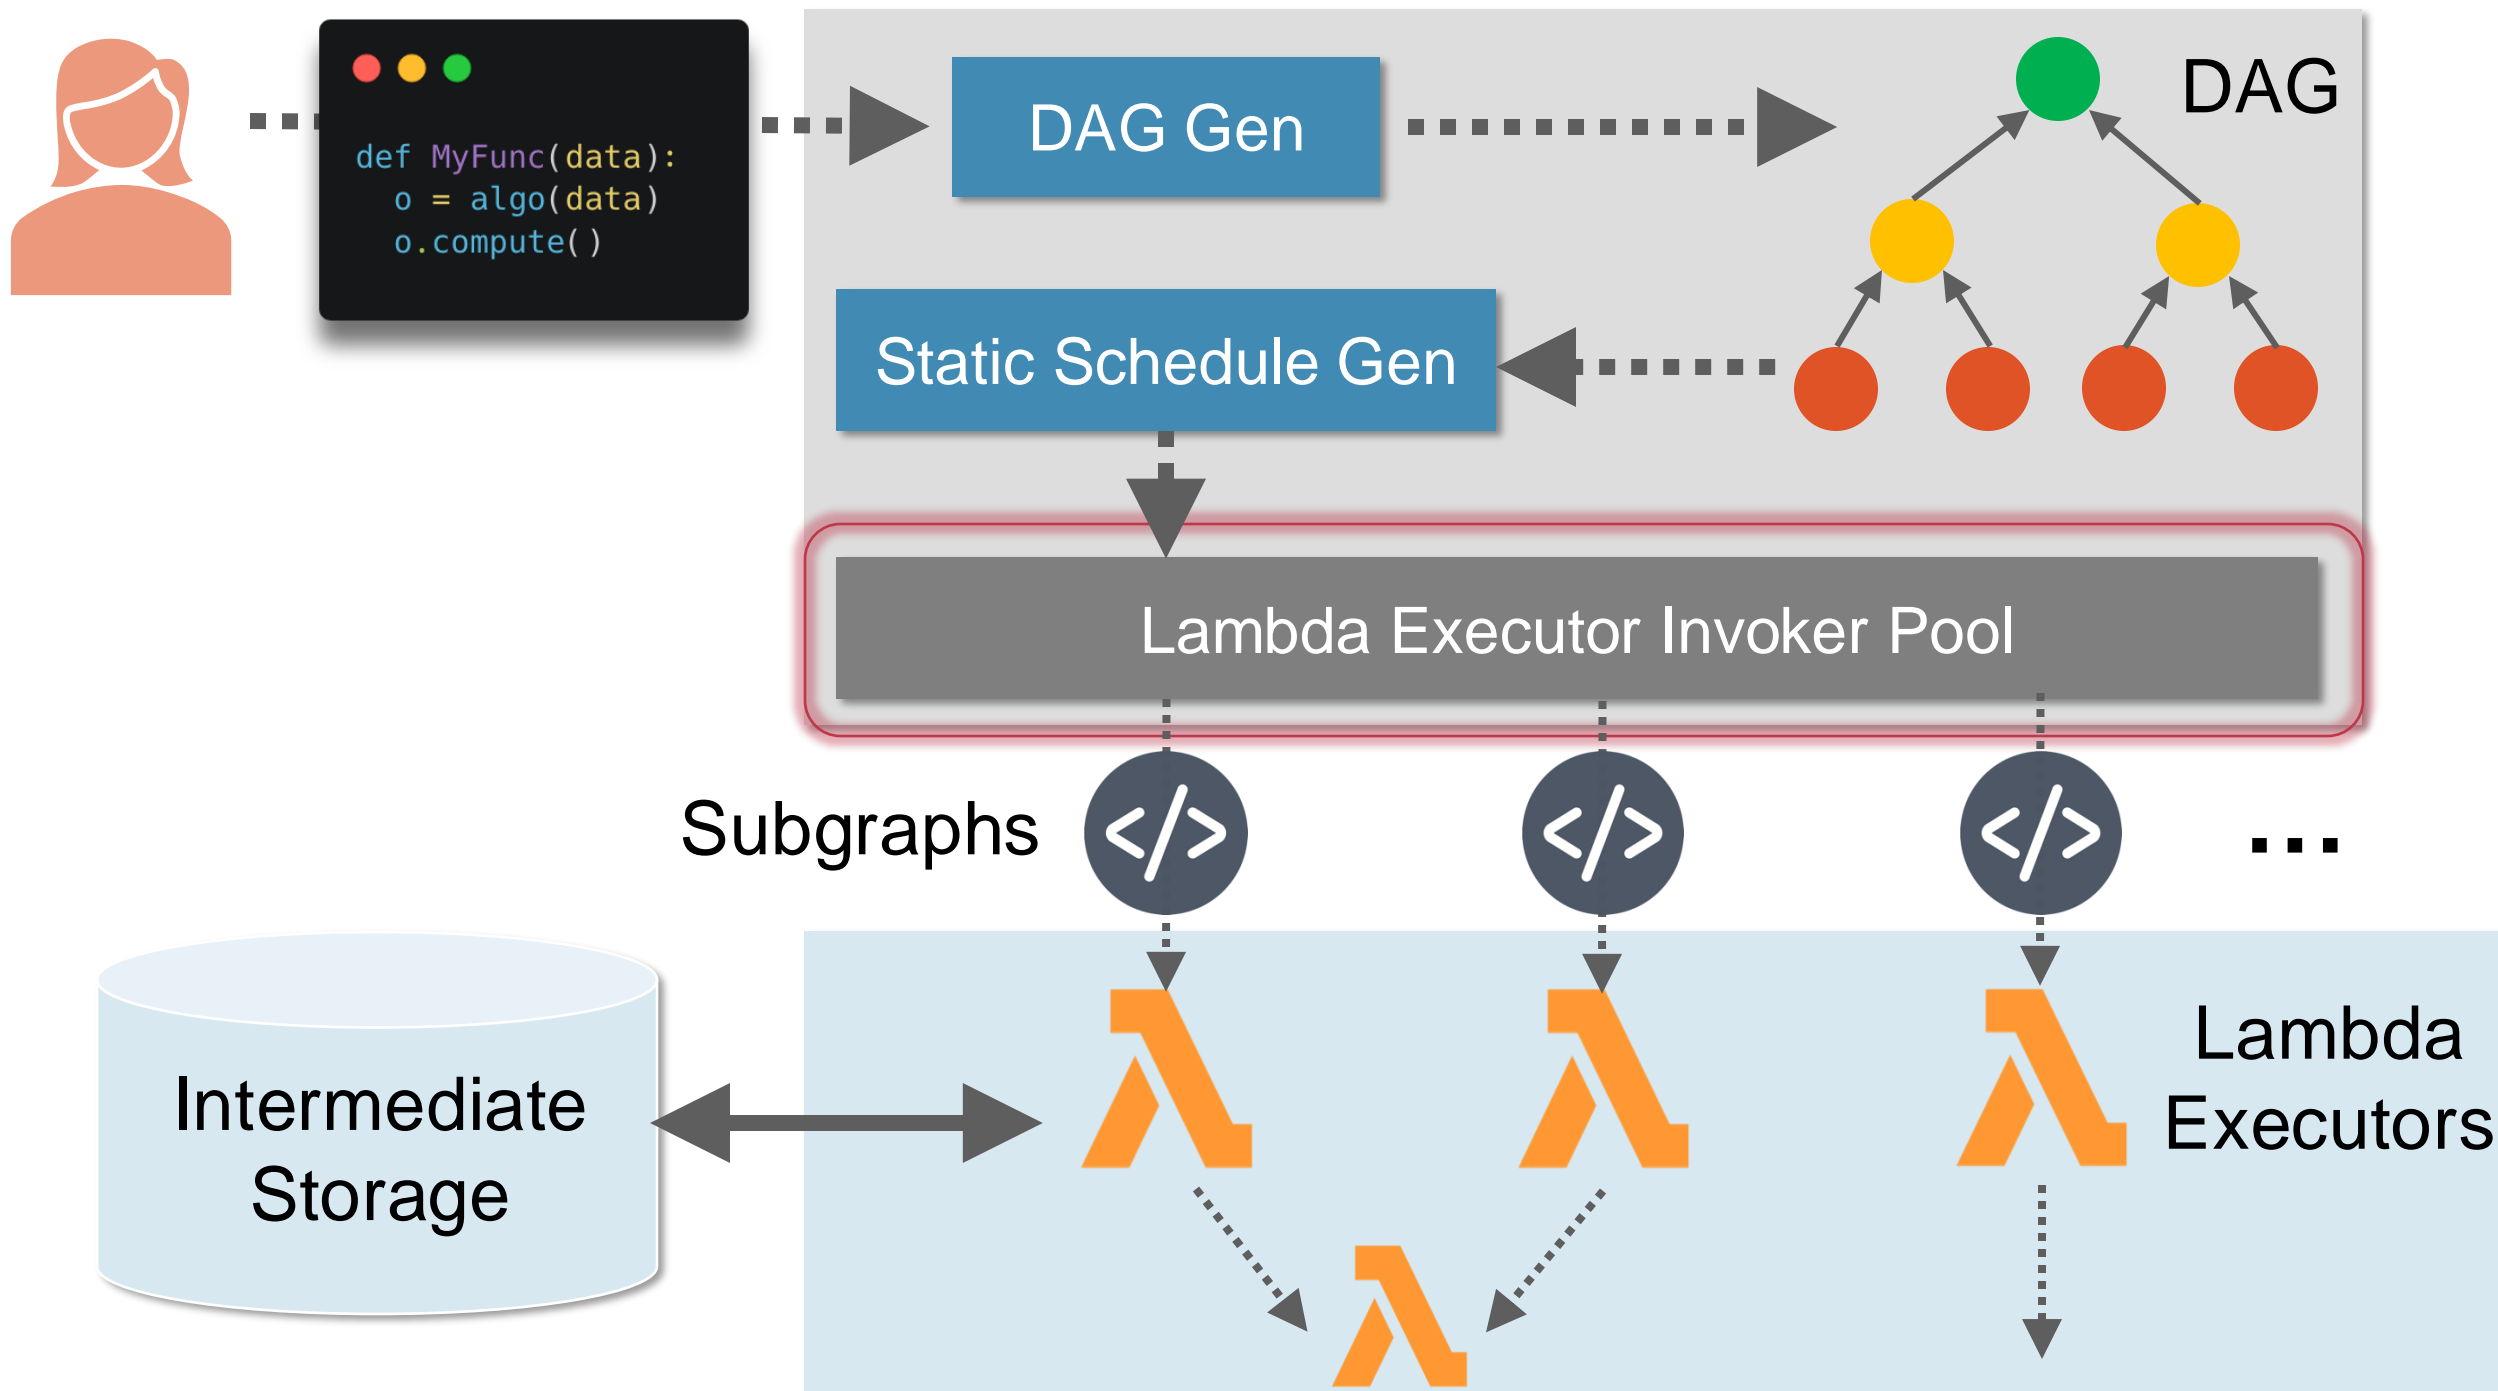 def MyFunc(data):
o = algo(data)
o.compute()
DAG Gen
DAG
Static Schedule Gen
Lambda Executor Invoker Pool
Subgraphs
</>
</>
</>
...
Intermediate
Storage
Lambda
Executors